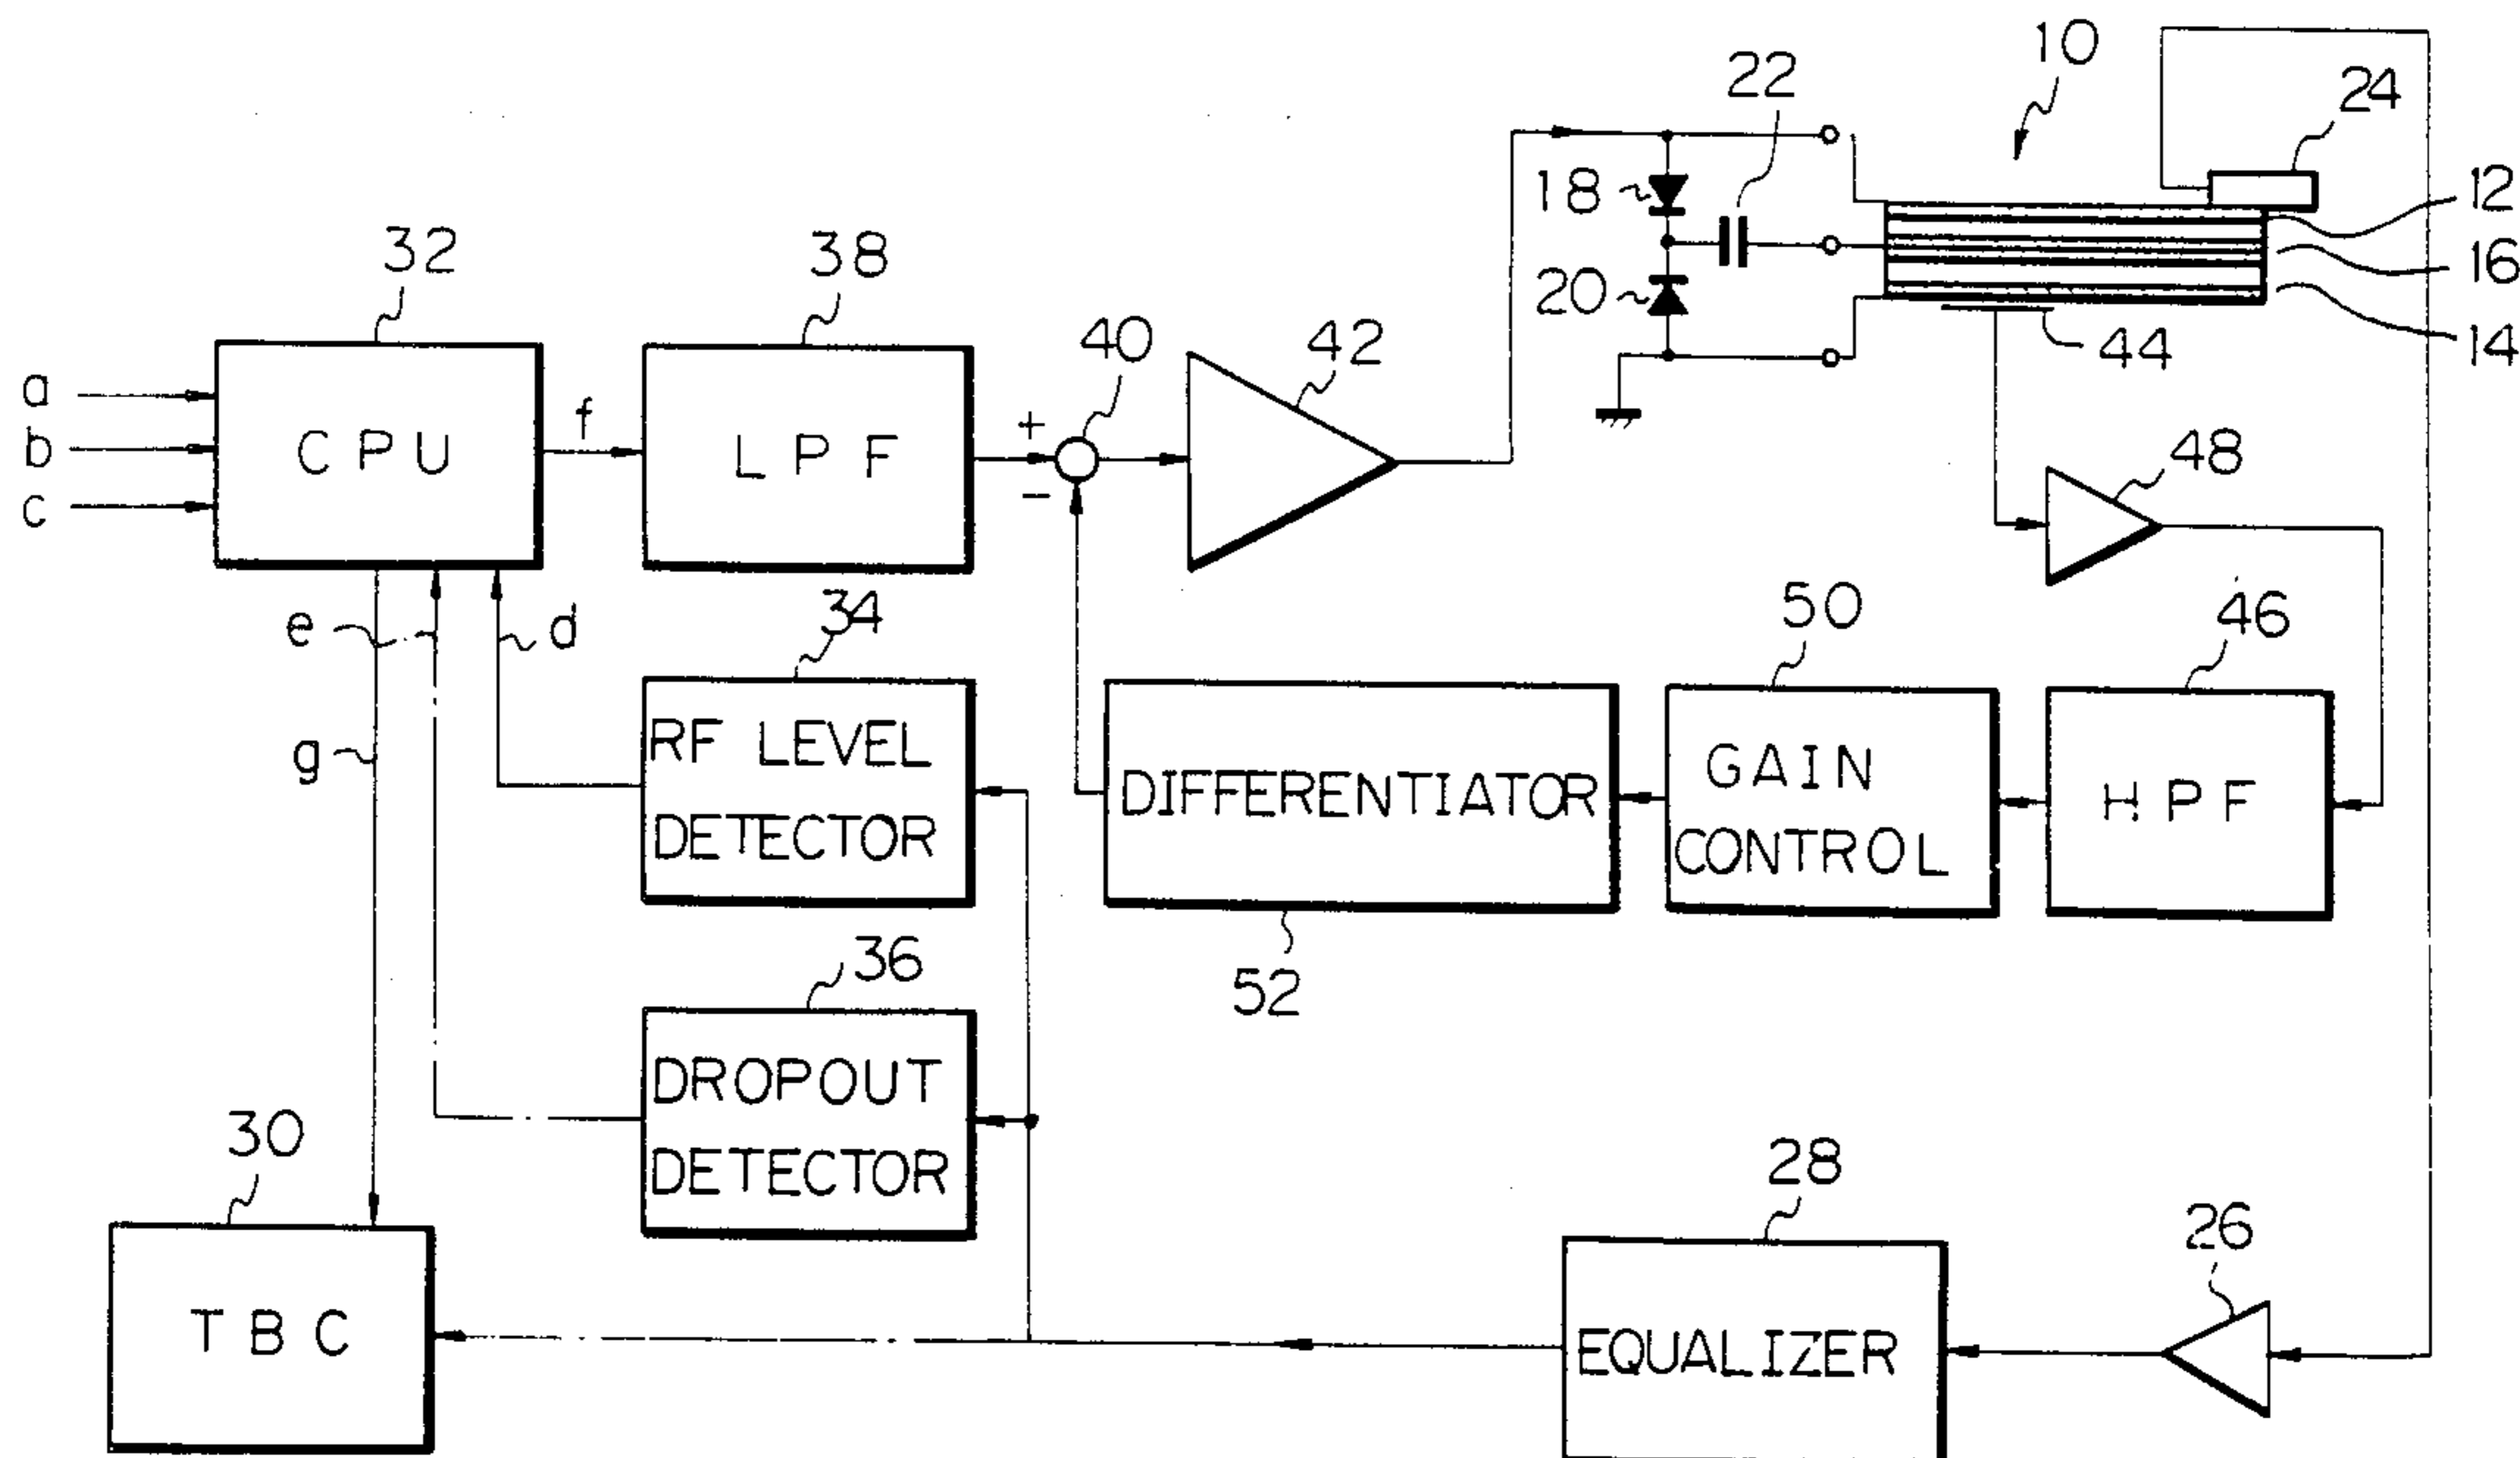 10
22
24
18
12
32
38
16
20
40
42
14
44
a
f
+
b
CPU
LPF
48
c
−
34
50
46
e
d
RF LEVEL
DETECTOR
g
DIFFERENTIATOR
GAIN
CONTROL
HPF
36
52
DROPOUT
DETECTOR
30
28
26
TBC
EQUALIZER